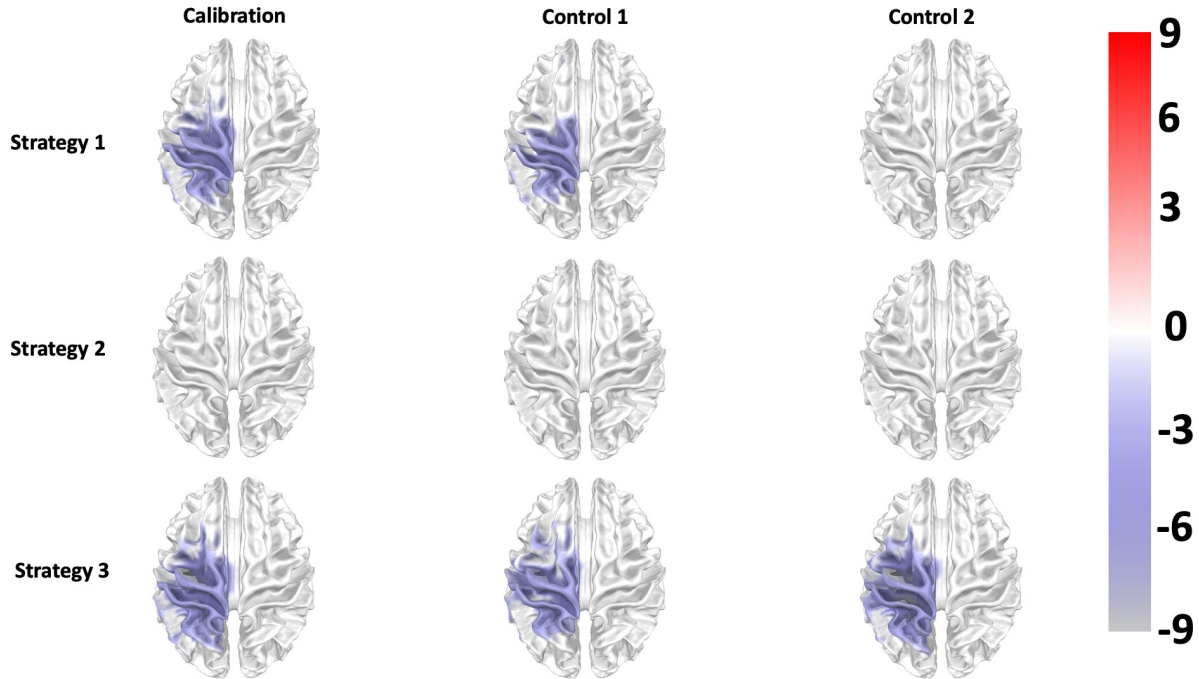 Calibration Control 1 Control 2
9
6
Strategy 1
3
0
Strategy 2
-3
-6
Strategy 3
-9